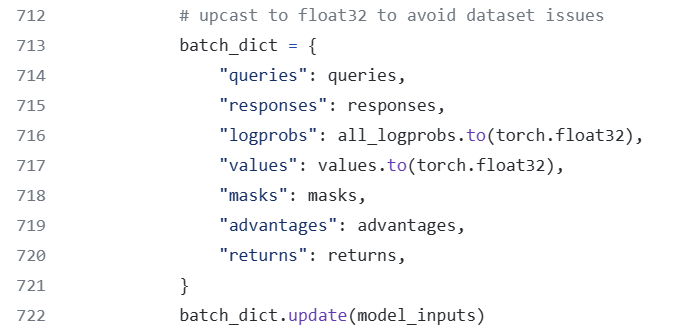 712 # upcast to float32 to avoid dataset issues
713 batch_dict = {
714 "queries": queries,
715 "responses": responses,
716 "logprobs": all_logprobs.to(torch.float32),
717 "values": values.to(torch.float32),
718 "masks": masks,
719 "advantages": advantages,
720 "returns": returns,
721 }
722 batch_dict.update(model_inputs)